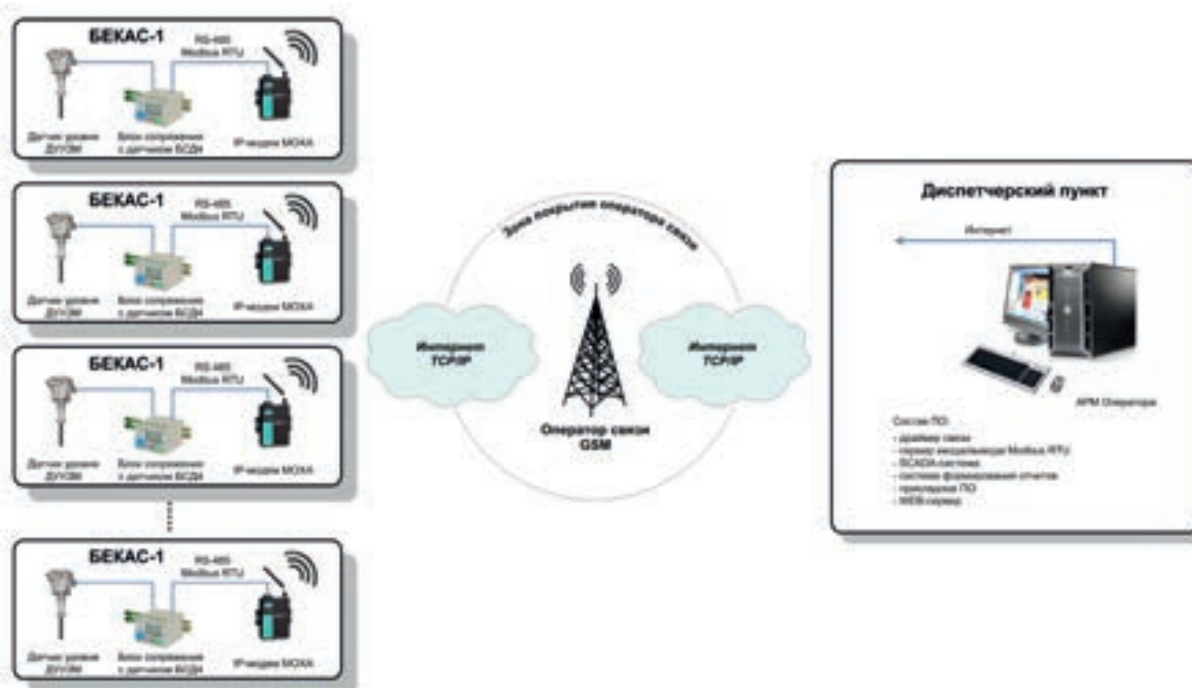 БЕКАС-1
RS-485
Modbus RTU
Датчик уровня
ДУУ2М
Блок сопряжения
с датчиком БСД4
IP-модем MOXA
БЕКАС-1
RS-485
Modbus RTU
Датчик уровня
ДУУ2М
Блок сопряжения
с датчиком БСД4
IP-модем MOXA
БЕКАС-1
RS-485
Modbus RTU
Датчик уровня
ДУУ2М
Блок сопряжения
с датчиком БСД4
IP-модем MOXA
БЕКАС-1
RS-485
Modbus RTU
Датчик уровня
ДУУ2М
Блок сопряжения
с датчиком БСД4
IP-модем MOXA
Зона покрытия оператора связи
Интернет
TCP/IP
Оператор связи
GSM
Интернет
TCP/IP
Диспетчерский пункт
Интернет
АРМ Оператора
Состав ПО:
- драйвер связи
- сервер ввода/вывода Modbus RTU
- SCADA-система
- система формирования отчетов
- прикладное ПО
- WEB-сервер